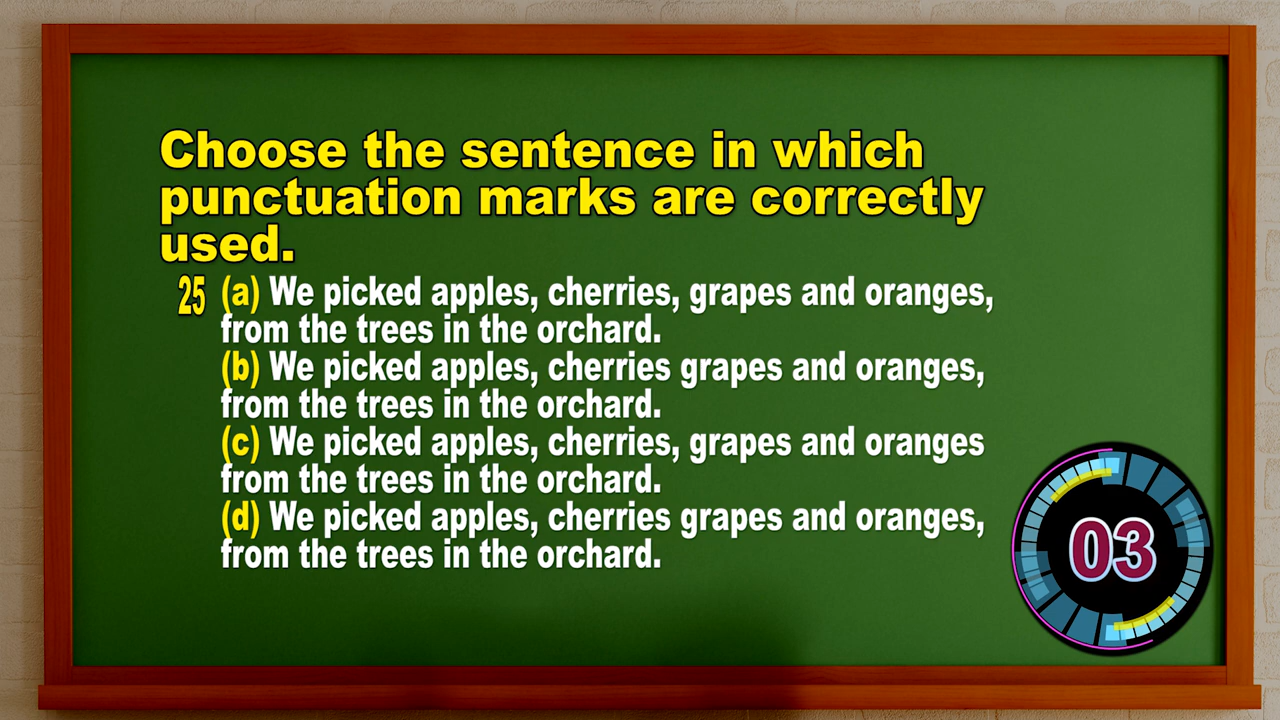 Choose the sentence in which
punctuation marks are correctly
used.
25 (a) We picked apples, cherries, grapes and oranges,
from the trees in the orchard.
(b) We picked apples, cherries grapes and oranges,
from the trees in the orchard.
(c) We picked apples, cherries, grapes and oranges
from the trees in the orchard.
(d) We picked apples, cherries grapes and oranges,
from the trees in the orchard.
03